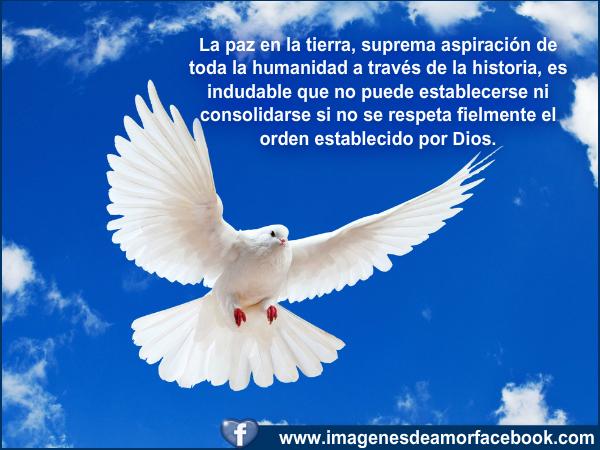 La paz en la tierra, suprema aspiración de
toda la humanidad a través de la historia, es
indudable que no puede establecerse ni
consolidarse si no se respeta fielmente el
orden establecido por Dios.
f www.imagenesdeamorfacebook.com